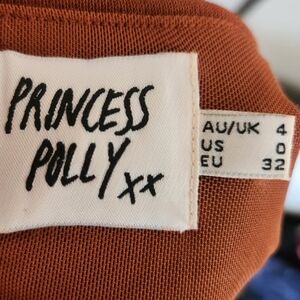 PRINCESS
POLLY xx
AU/UK 4
US 0
EU 32